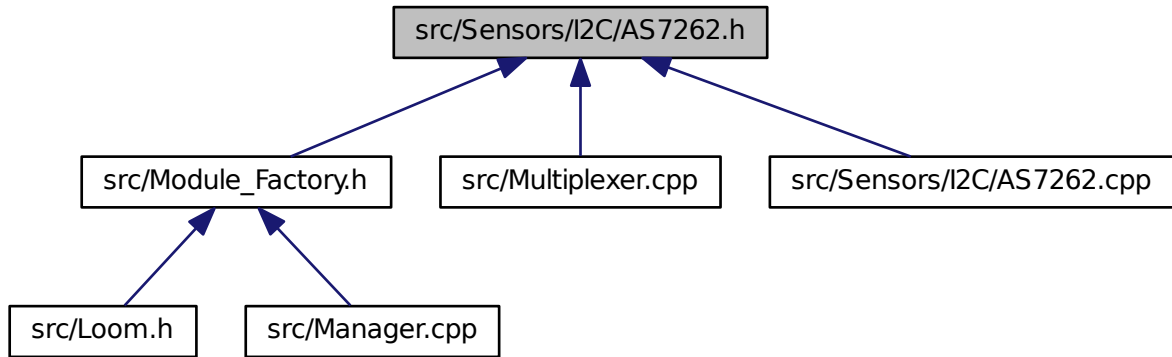 src/Sensors/I2C/AS7262.h
src/Module_Factory.h
src/Multiplexer.cpp
src/Sensors/I2C/AS7262.cpp
src/Loom.h
src/Manager.cpp